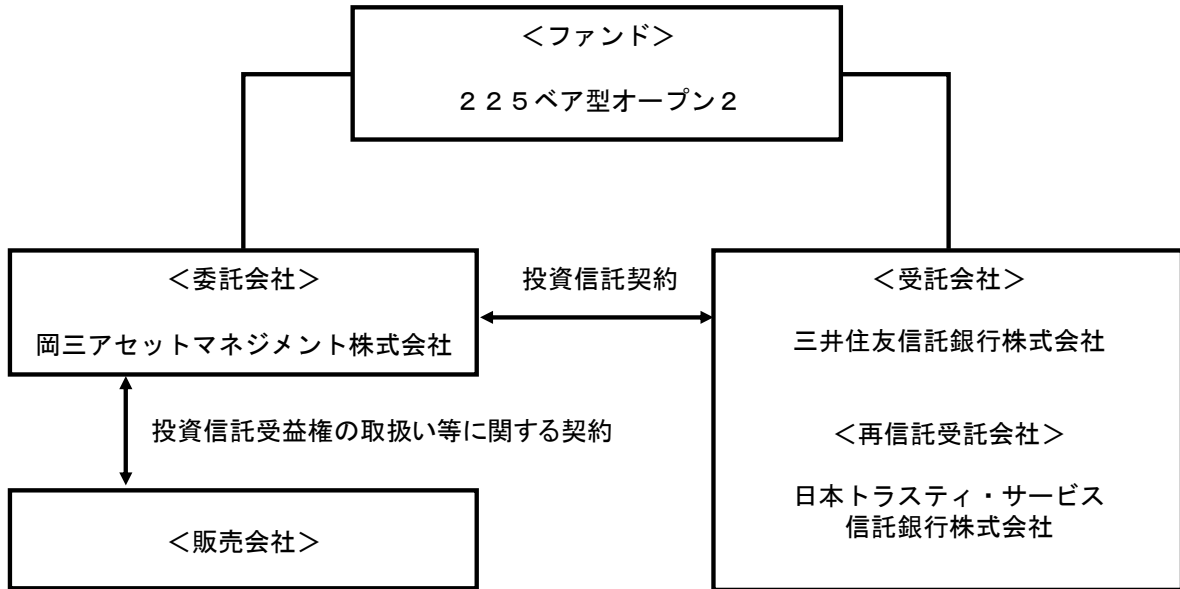 ＜ファンド＞
２２５ベア型オープン２
＜委託会社＞
岡三アセットマネジメント株式会社
投資信託契約
＜受託会社＞
三井住友信託銀行株式会社
＜再信託受託会社＞
日本トラスティ・サービス
信託銀行株式会社
投資信託受益権の取扱い等に関する契約
＜販売会社＞